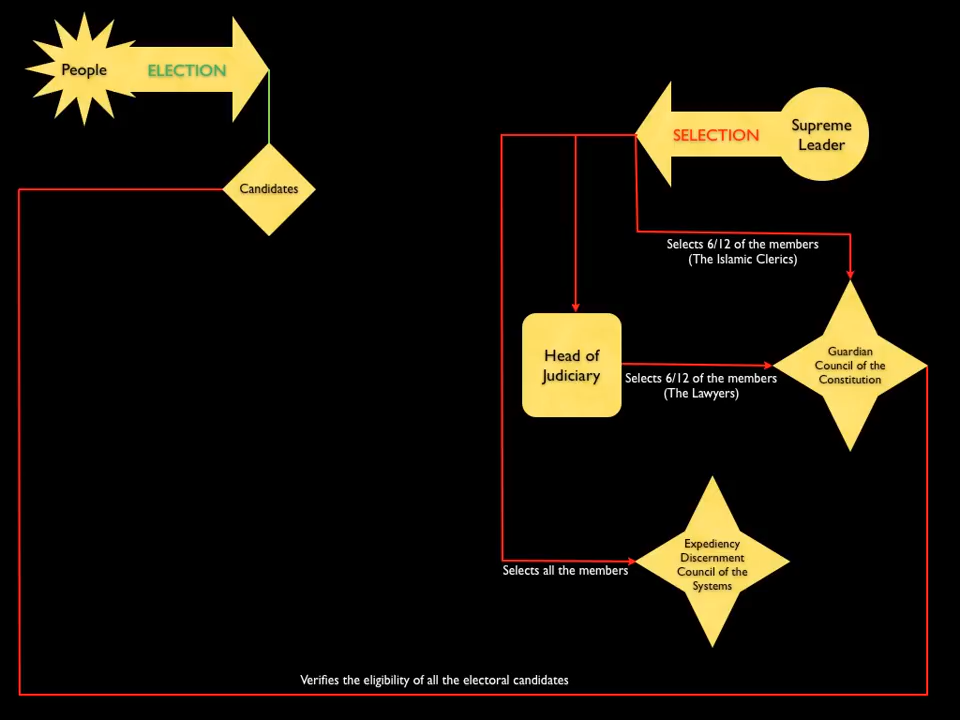 People
ELECTION
SELECTION
Supreme
Leader
Candidates
Selects 6/12 of the members
(The Islamic Clerics)
Head of
Judiciary
Selects 6/12 of the members
(The Lawyers)
Guardian
Council of the
Constitution
Expediency
Discernment
Council of the
Systems
Selects all the members
Verifies the eligibility of all the electoral candidates